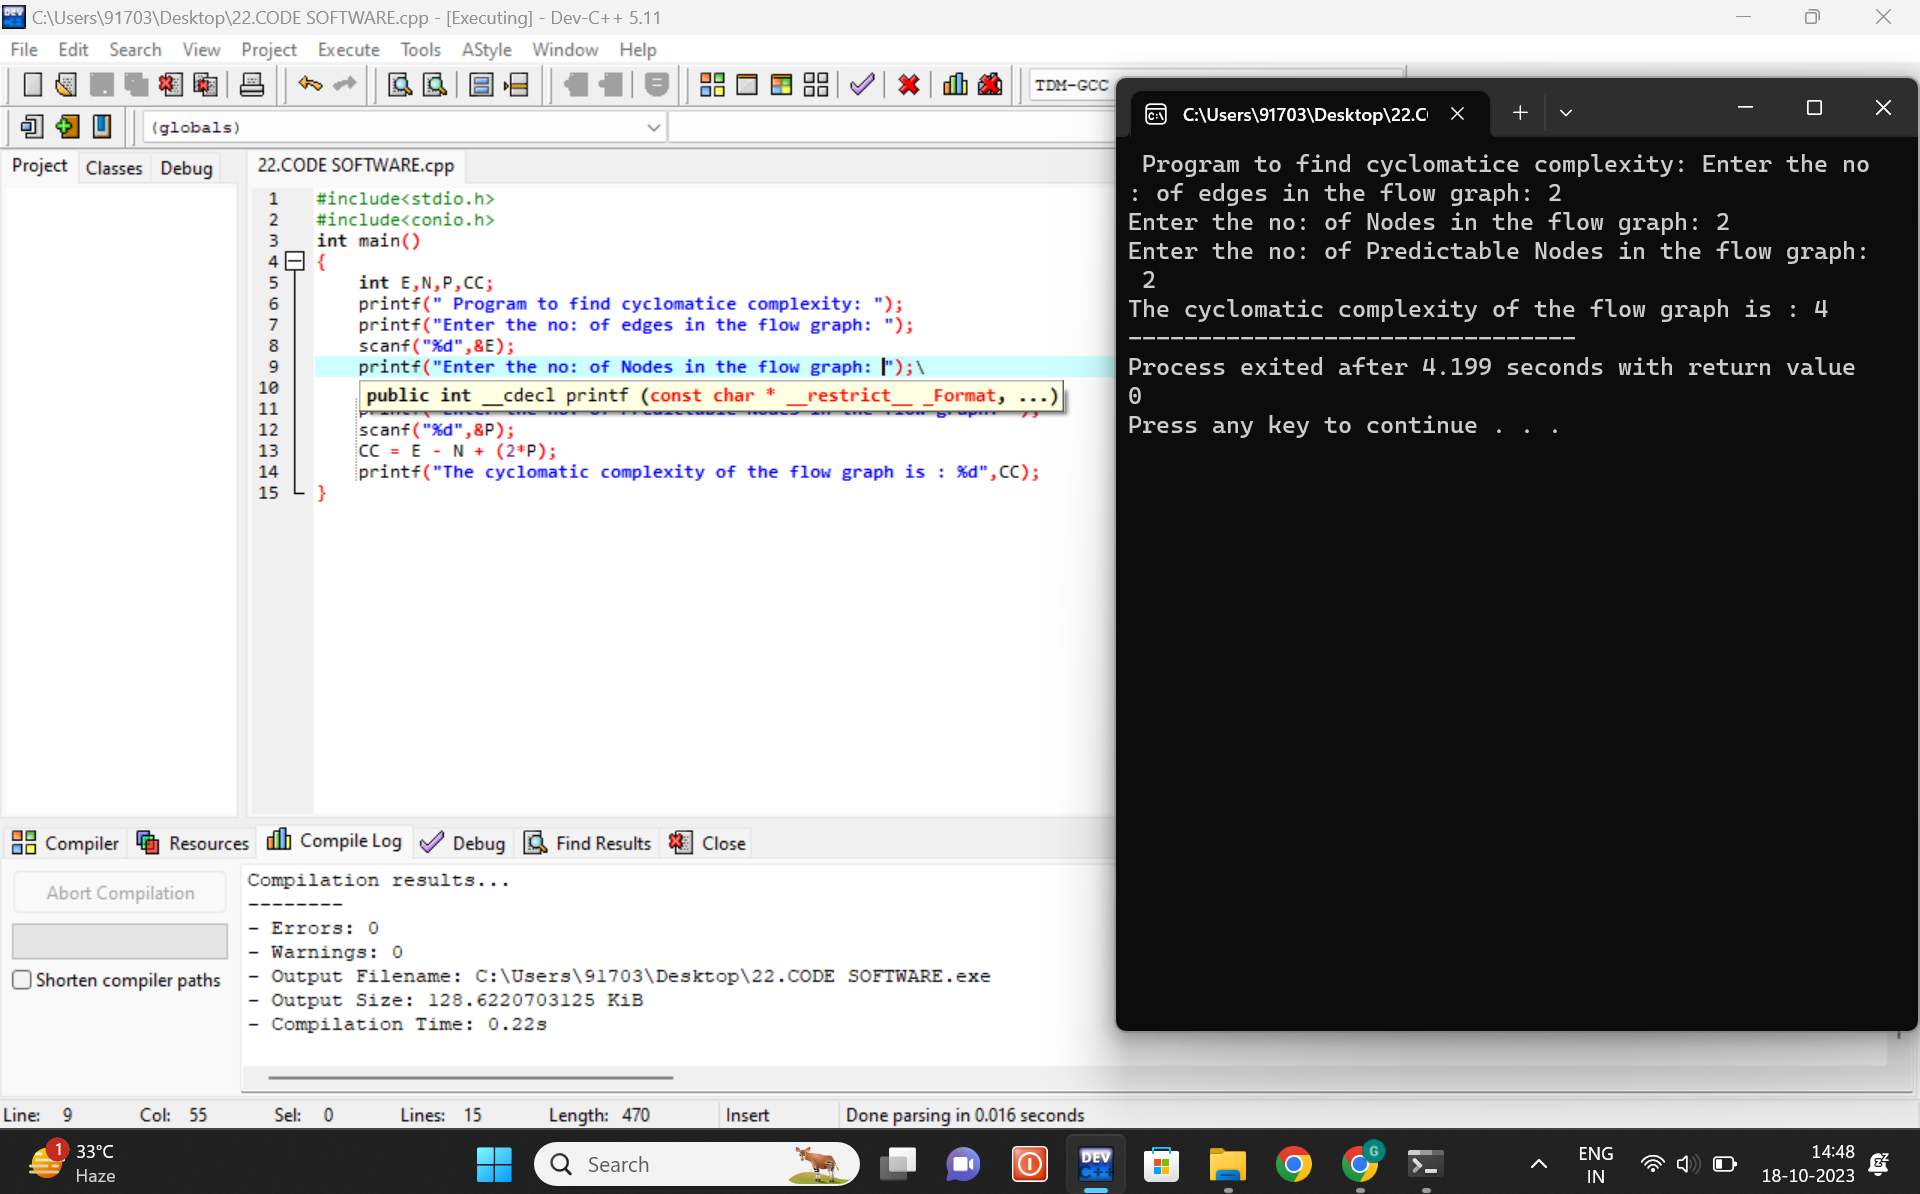 C:\Users\91703\Desktop\22.CODE SOFTWARE.cpp - [Executing] - Dev-C++ 5.11
File Edit Search View Project Execute Tools AStyle Window Help
TDM-GCC
(globals)
Project Classes Debug
22.CODE SOFTWARE.cpp
1 #include<stdio.h>
2 #include<conio.h>
3 int main()
4 {
5 int E,N,P,CC;
6 printf(" Program to find cyclomatice complexity: ");
7 printf("Enter the no: of edges in the flow graph: ");
8 scanf("%d",&E);
9 printf("Enter the no: of Nodes in the flow graph: ");\
10
public int __cdecl printf (const char * __restrict__ _Format, ...)
11
12 scanf("%d",&P);
13 CC = E - N + (2*P);
14 printf("The cyclomatic complexity of the flow graph is : %d",CC);
15 }
C:\Users\91703\Desktop\22.C
Program to find cyclomatice complexity: Enter the no
: of edges in the flow graph: 2
Enter the no: of Nodes in the flow graph: 2
Enter the no: of Predictable Nodes in the flow graph:
2
The cyclomatic complexity of the flow graph is : 4
--------------------------------
Process exited after 4.199 seconds with return value
0
Press any key to continue . . .
Compiler Resources Compile Log Debug Find Results Close
Abort Compilation
Shorten compiler paths
Compilation results...
--------
- Errors: 0
- Warnings: 0
- Output Filename: C:\Users\91703\Desktop\22.CODE SOFTWARE.exe
- Output Size: 128.6220703125 KiB
- Compilation Time: 0.22s
Line: 9 Col: 55 Sel: 0 Lines: 15 Length: 470 Insert Done parsing in 0.016 seconds
1
33°C
Haze
Search
DEV
C++
G
ENG
IN
14:48
18-10-2023